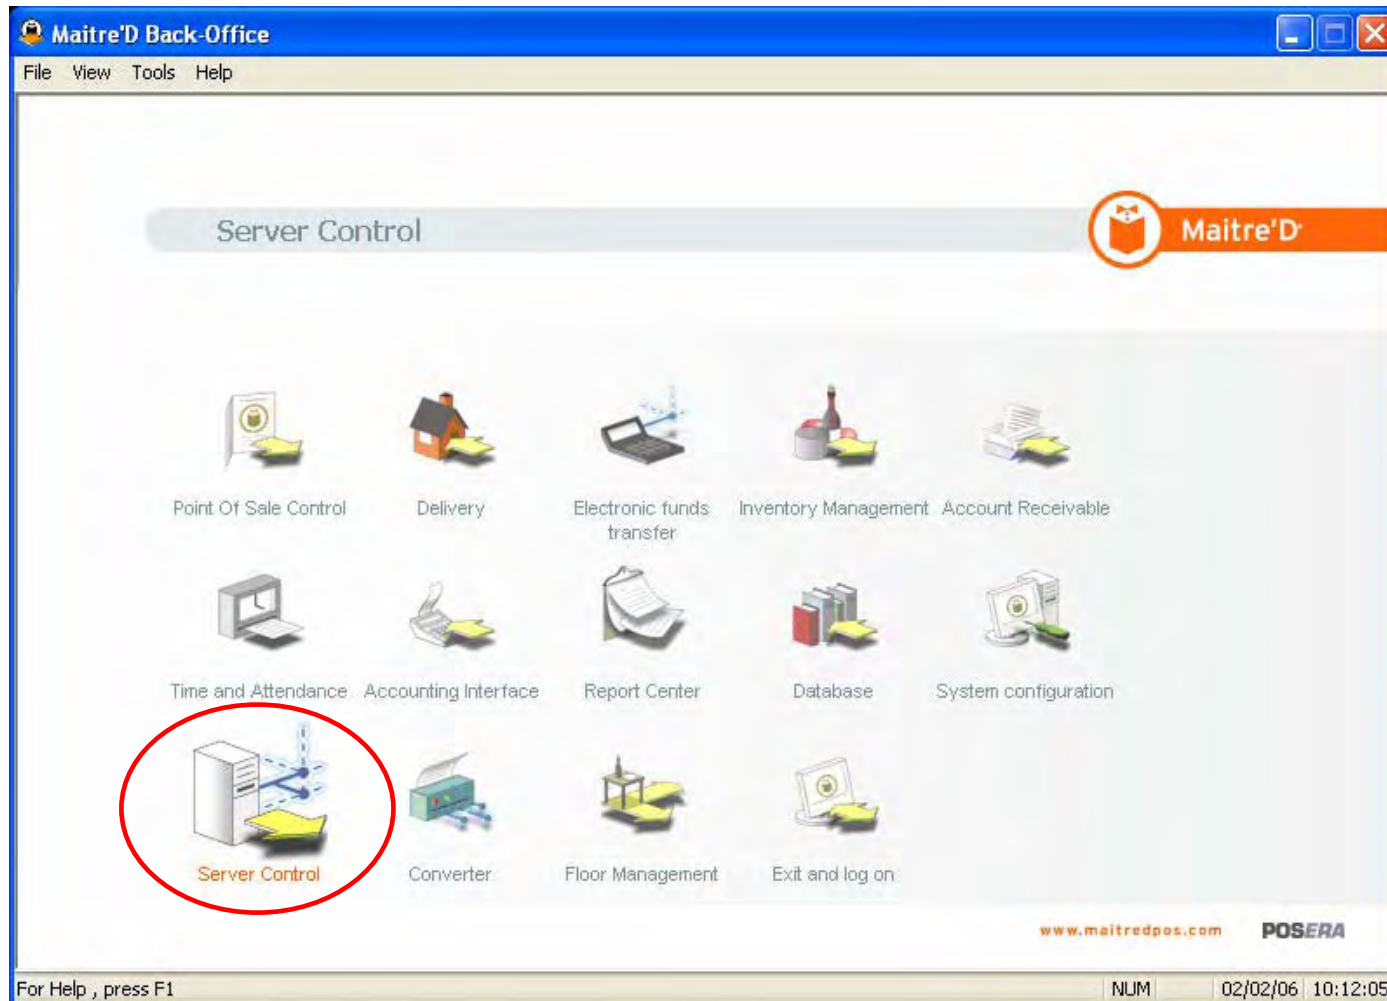 Maitre'D Back-Office
File View Tools Help
Server Control
Maitre'D
Point Of Sale Control
Delivery
Electronic funds
transfer
Inventory Management
Account Receivable
Time and Attendance
Accounting Interface
Report Center
Database
System configuration
Server Control
Converter
Floor Management
Exit and log on
www.maitredpos.com
POSERA
For Help , press F1
NUM
02/02/06 10:12:05